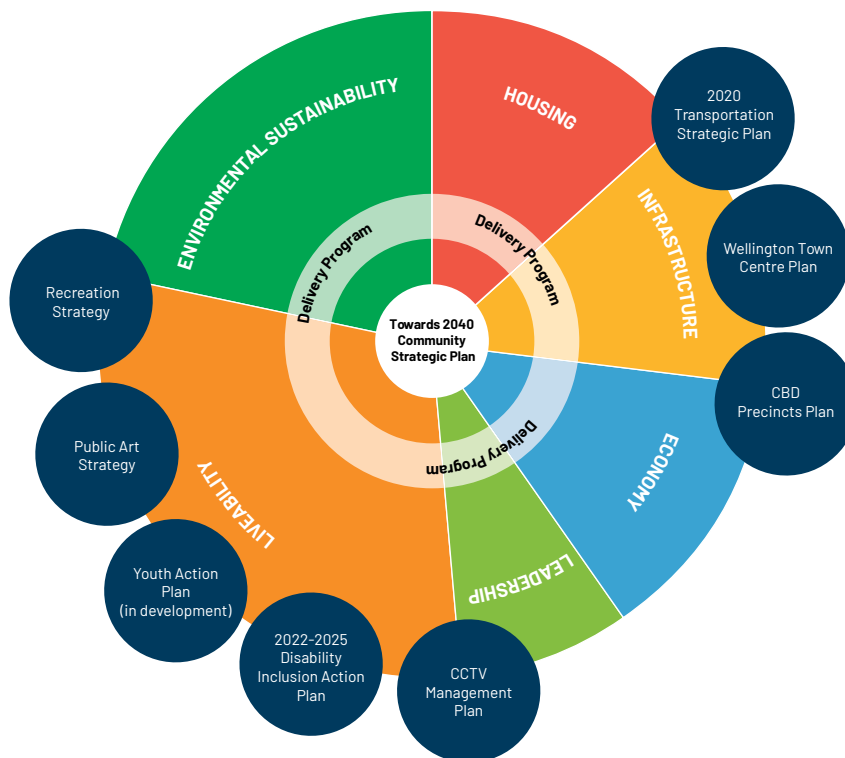 ENVIRONMENTAL SUSTAINABILITY
HOUSING
2020
Transportation
Strategic Plan
INFRASTRUCTURE
Wellington Town
Centre Plan
CBD
Precincts Plan
ECONOMY
LEADERSHIP
CCTV
Management
Plan
2022-2025
Disability
Inclusion Action
Plan
Youth Action
Plan
(in development)
LIVEABILITY
Public Art
Strategy
Recreation
Strategy
Delivery Program
Delivery Program
Delivery Program
Towards 2040
Community
Strategic Plan